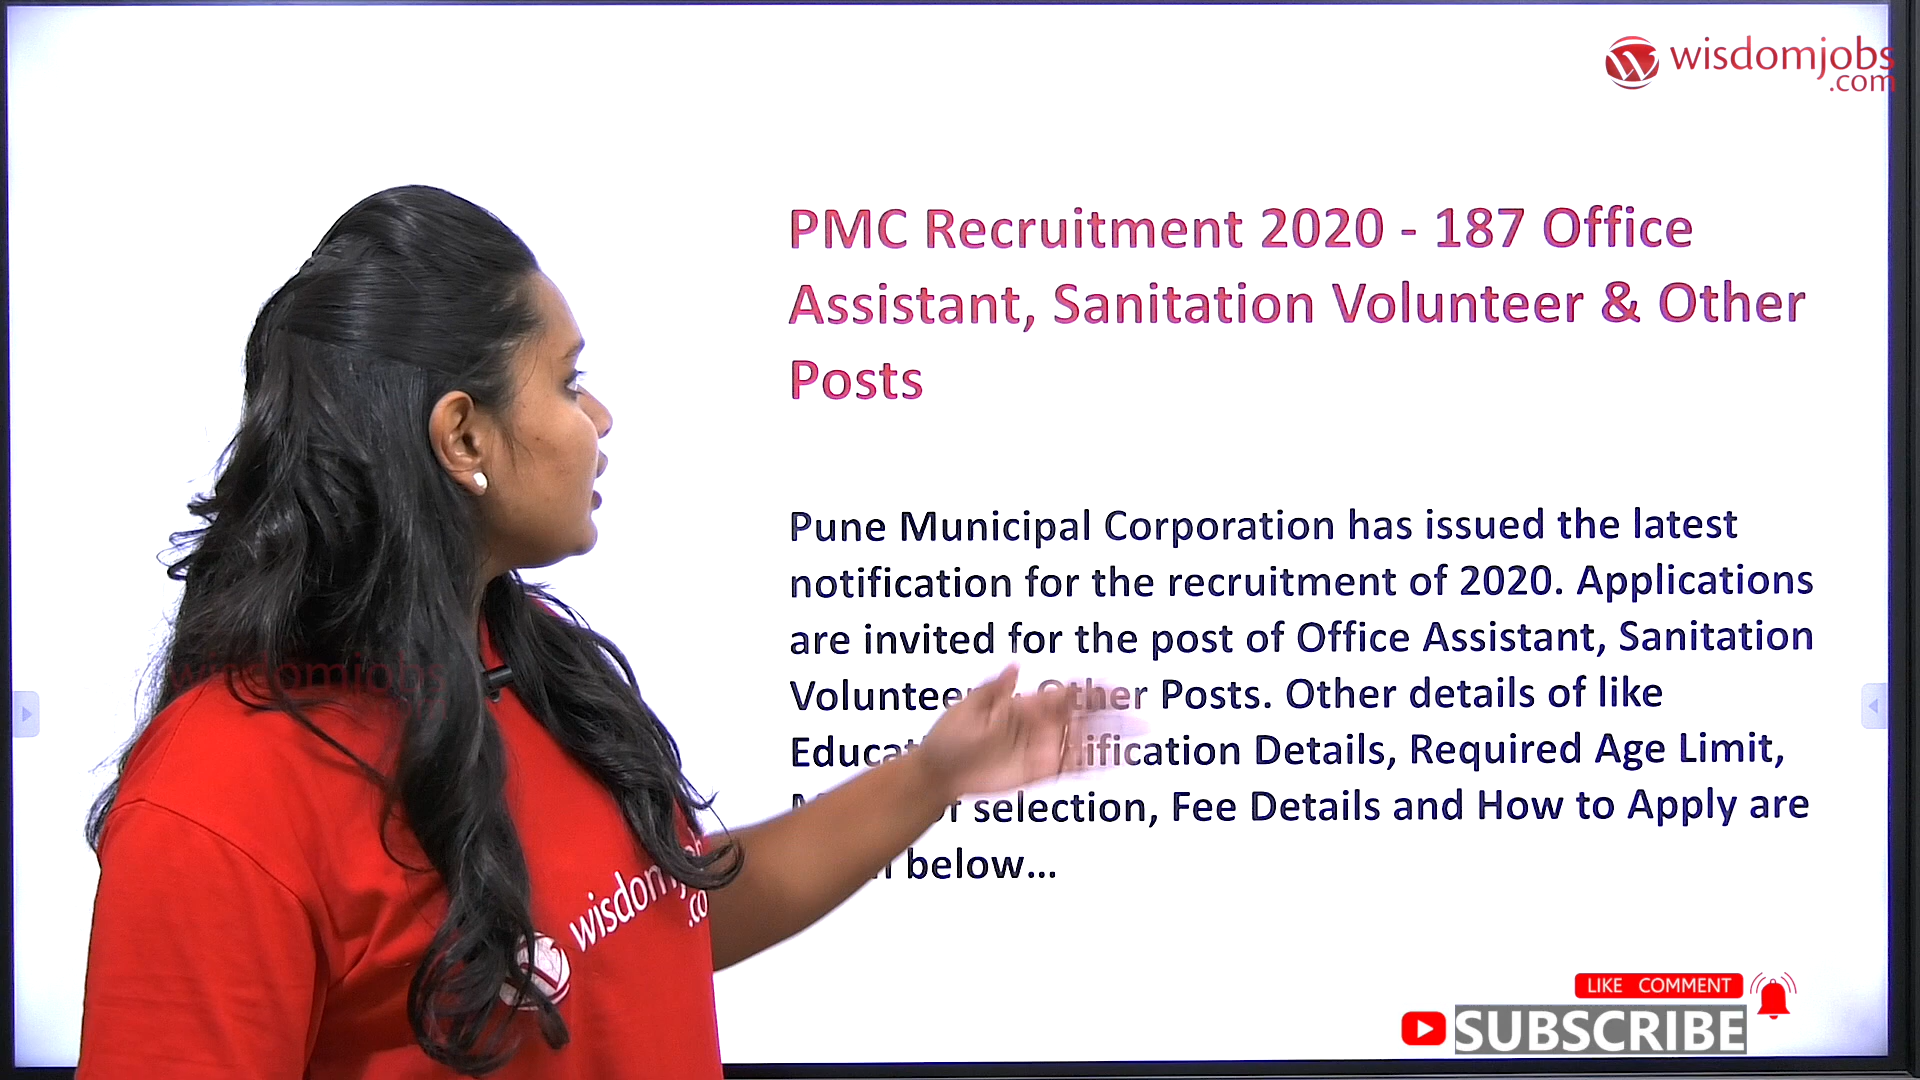 wisdomjobs
.com
PMC Recruitment 2020 - 187 Office
Assistant, Sanitation Volunteer & Other
Posts
Pune Municipal Corporation has issued the latest
notification for the recruitment of 2020. Applications
are invited for the post of Office Assistant, Sanitation
Other Posts. Other details of like
Details, Required Age Limit,
selection, Fee Details and How to Apply are
below...
wisdomjobs
wisdomj
.co
LIKE COMMENT
SUBSCRIBE